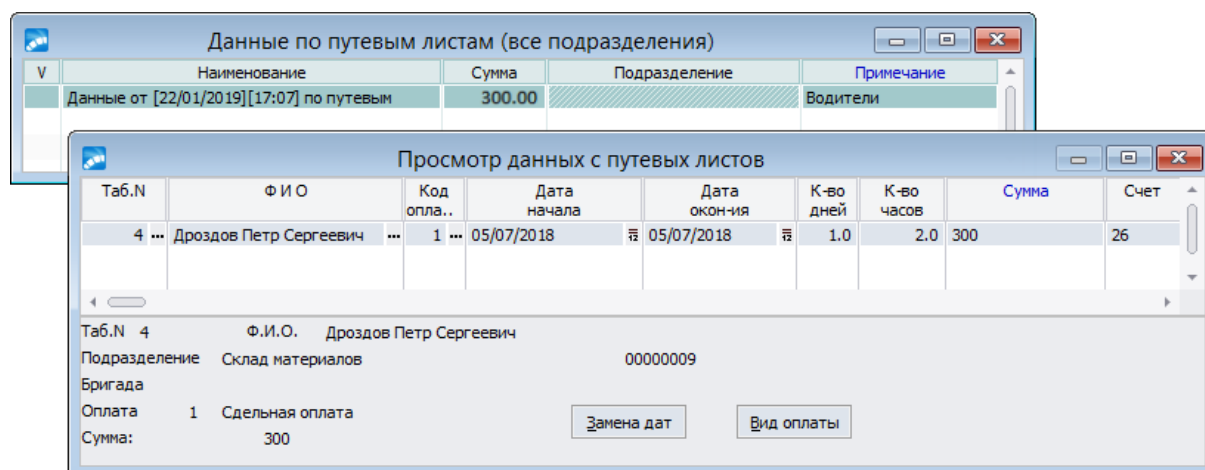 Данные по путевым листам (все подразделения)
V Наименование Сумма Подразделение Примечание
Данные от [22/01/2019][17:07] по путевым 300.00 Водители
Просмотр данных с путевых листов
Таб.N Ф И О Код Дата Дата К-во К-во Сумма Счет
опла.. начала окон-ия дней часов
4 ... Дроздов Петр Сергеевич ... 1 ... 05/07/2018 12 05/07/2018 12 1.0 2.0 300 26
Таб.N 4 Ф.И.О. Дроздов Петр Сергеевич
Подразделение Склад материалов 00000009
Бригада
Оплата 1 Сдельная оплата
Замена дат Вид оплаты
Сумма: 300